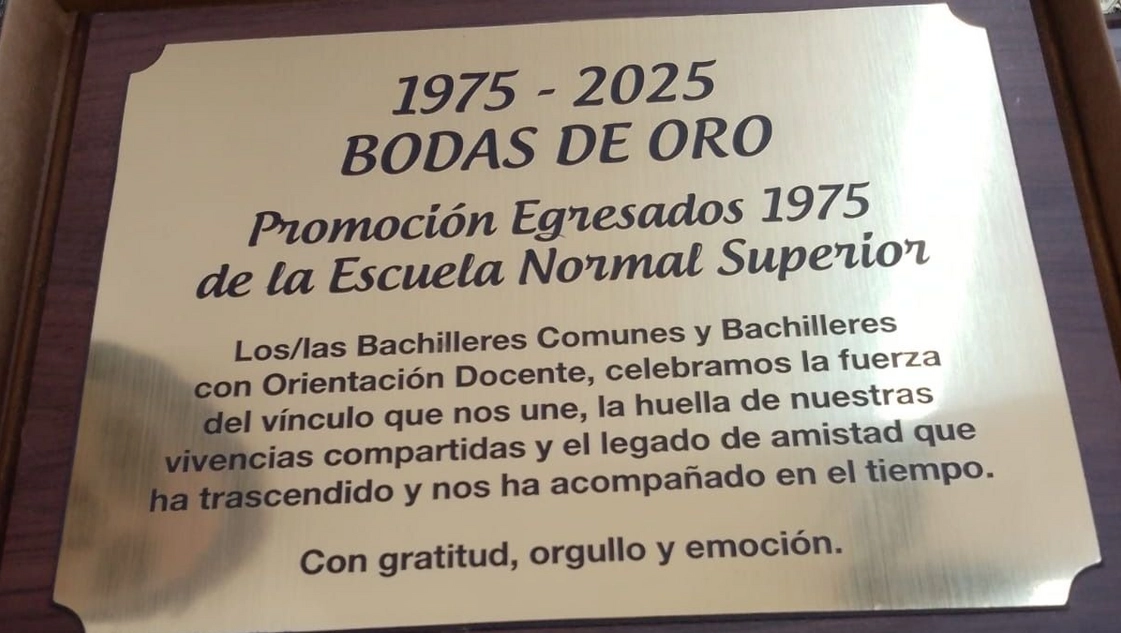 1975 - 2025
BODAS DE ORO
Promoción Egresados 1975
de la Escuela Normal Superior
Los/las Bachilleres Comunes y Bachilleres
con Orientación Docente, celebramos la fuerza
del vínculo que nos une, la huella de nuestras
vivencias compartidas y el legado de amistad que
ha trascendido y nos ha acompañado en el tiempo.
Con gratitud, orgullo y emoción.